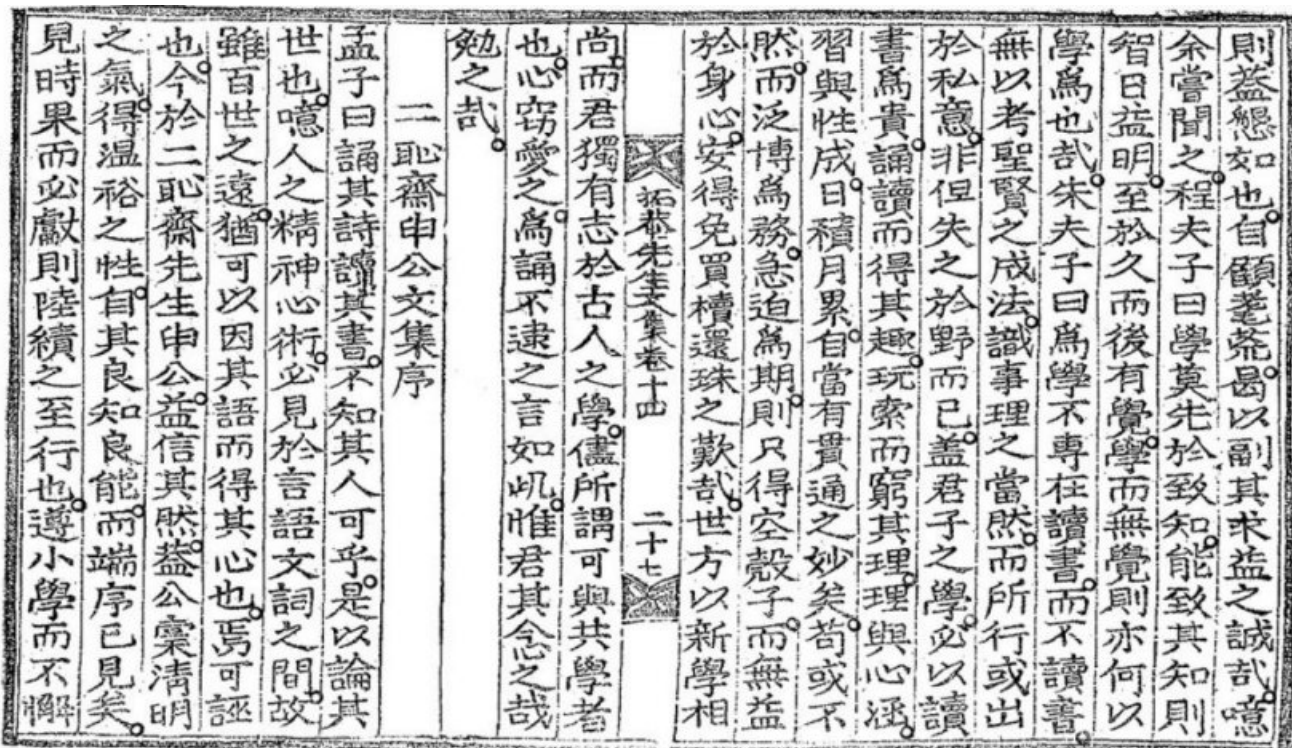 則益懇如也。自顧耄荒。曷以副其求益之誠哉。噫
余嘗聞之。程夫子曰學莫先於致知。能致其知則
智日益明。至於久而後有覺。學而無覺則亦何以
學爲也哉。朱夫子曰爲學不專在讀書。而不讀書。
無以考聖賢之成法。識事理之當然。而所行或出
於私意。非但失之於野而已。盖君子之學。必以讀
書爲貴。誦讀而得其趣。玩索而窮其理。理與心涵。
習與性成。日積月累。自當有貫通之妙矣。苟或不
然。而泛博爲務。急迫爲期。則只得空殼子。而無益
於身心。安得免買櫝還珠之歎哉。世方以新學相
拓菴先生文集卷十四 二十七
尙。而君獨有志於古人之學。儘所謂可與共學者
也。心窃愛之。爲誦不逮之言如此。惟君其念之哉
勉之哉。
二恥齋申公文集序
孟子曰誦其詩讀其書。不知其人可乎。是以論其
世也。噫人之精神心術。必見於言語文詞之間。故
雖百世之遠。猶可以因其語而得其心也。焉可誣
也。今於二恥齋先生申公。益信其然。盖公稟淸明
之氣。得溫裕之性。自其良知良能。而端序已見矣。
見時果而必獻則陸績之至行也。遵小學而不懈